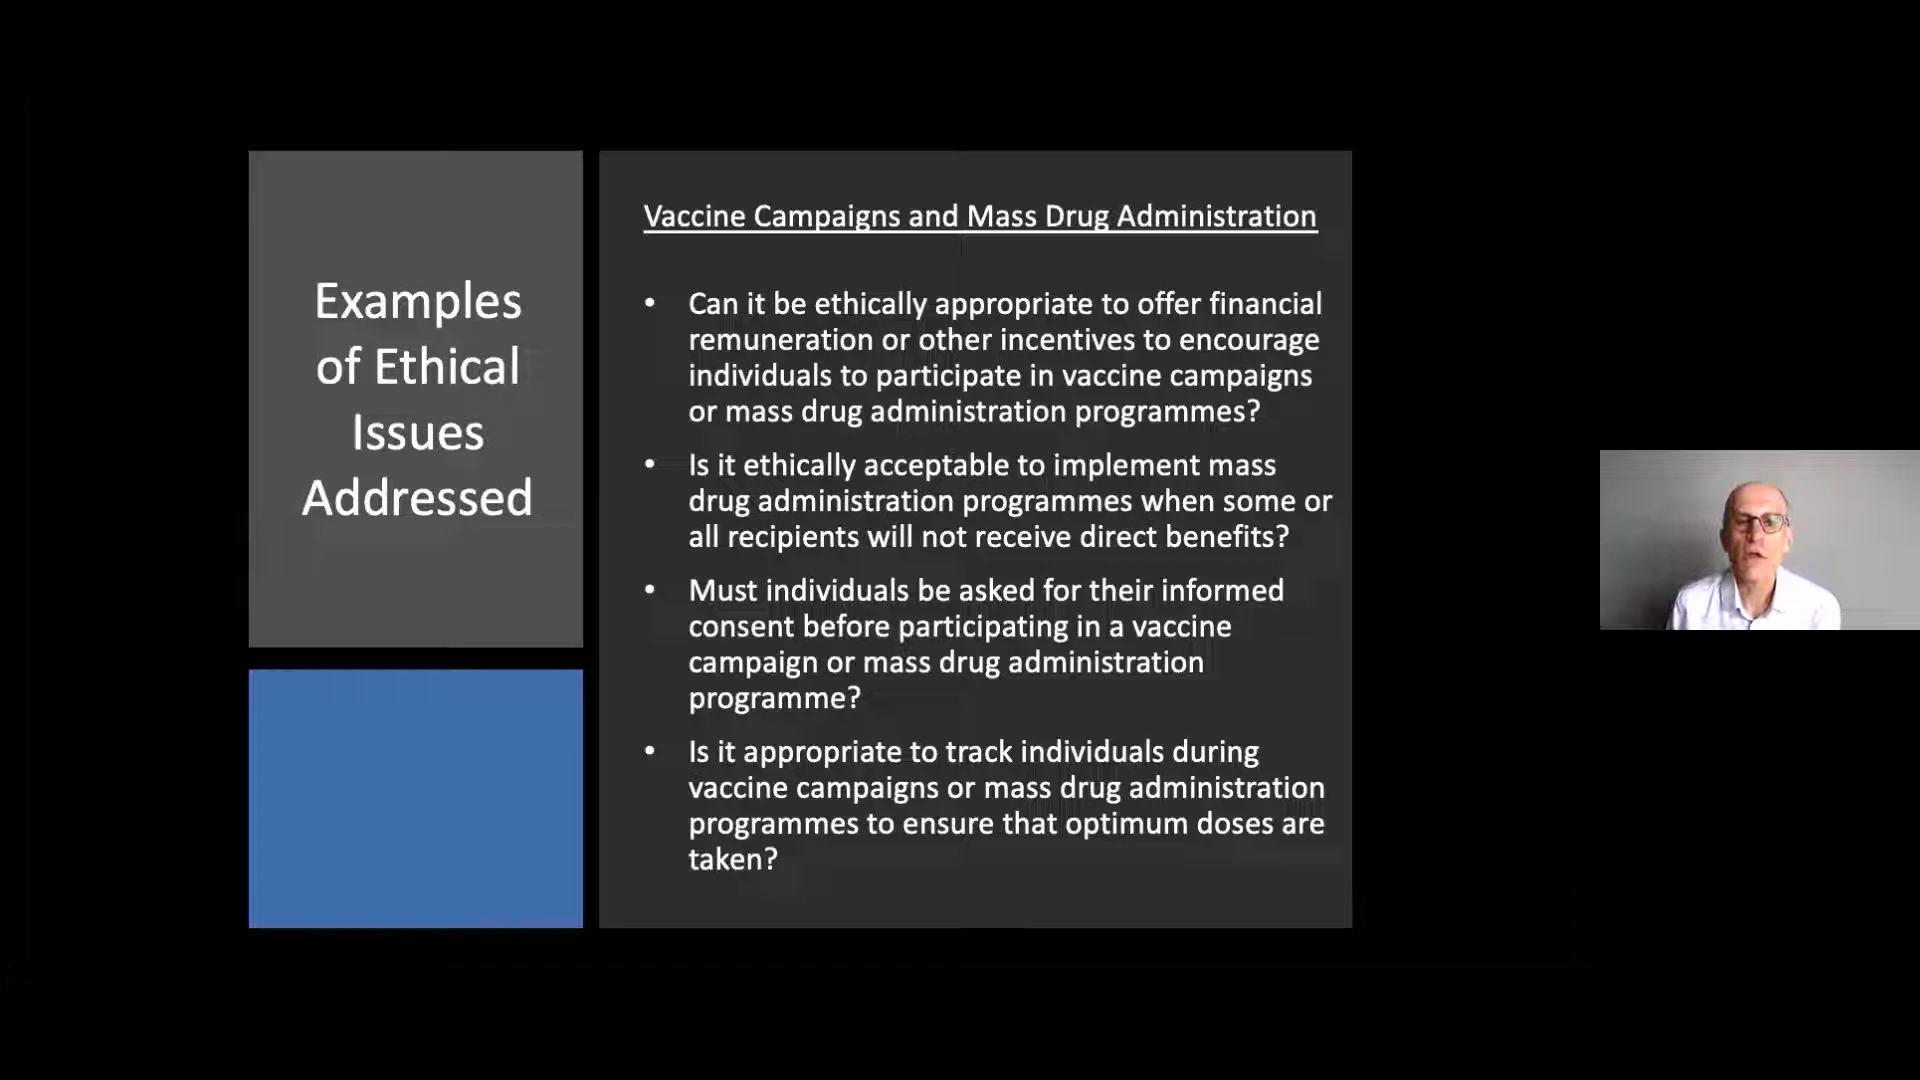 Examples
of Ethical
Issues
Addressed
Vaccine Campaigns and Mass Drug Administration
• Can it be ethically appropriate to offer financial
remuneration or other incentives to encourage
individuals to participate in vaccine campaigns
or mass drug administration programmes?
• Is it ethically acceptable to implement mass
drug administration programmes when some or
all recipients will not receive direct benefits?
• Must individuals be asked for their informed
consent before participating in a vaccine
campaign or mass drug administration
programme?
• Is it appropriate to track individuals during
vaccine campaigns or mass drug administration
programmes to ensure that optimum doses are
taken?